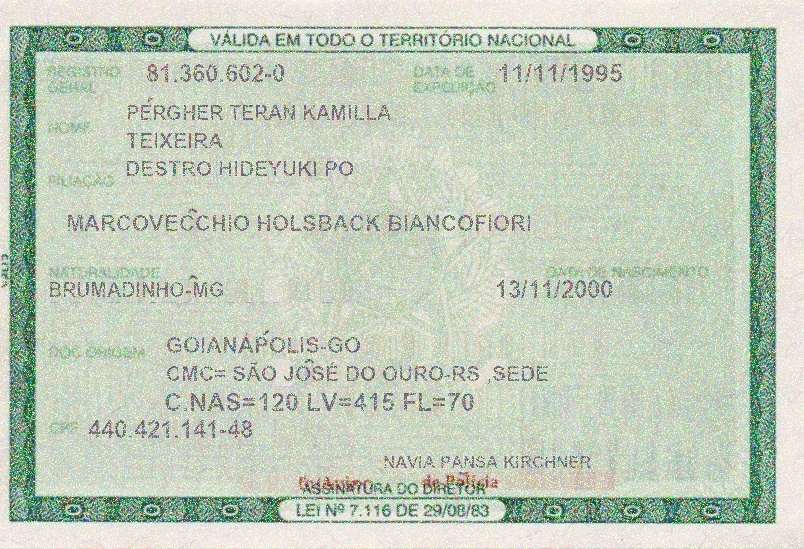 VÁLIDA EM TODO O TERRITÓRIO NACIONAL
REGISTRO GERAL 81.360.602-0 DATA DE EXPEDIÇÃO 11/11/1995
NOME PÉRGHER TERAN KAMILLA
TEIXEIRA
FILIAÇÃO DESTRO HIDEYUKI PO
MARCOVECCHIO HOLSBACK BIANCOFIORI
NATURALIDADE DATA DE NASCIMENTO
BRUMADINHO-MG 13/11/2000
DOC ORIGEM GOIANÁPOLIS-GO
CMC= SÃO JOSÉ DO OURO-RS ,SEDE
C.NAS=120 LV=415 FL=70
CPF 440.421.141-48
NAVIA PANSA KIRCHNER
de Polícia
ASSINATURA DO DIRETOR
LEI Nº 7.116 DE 29/08/83